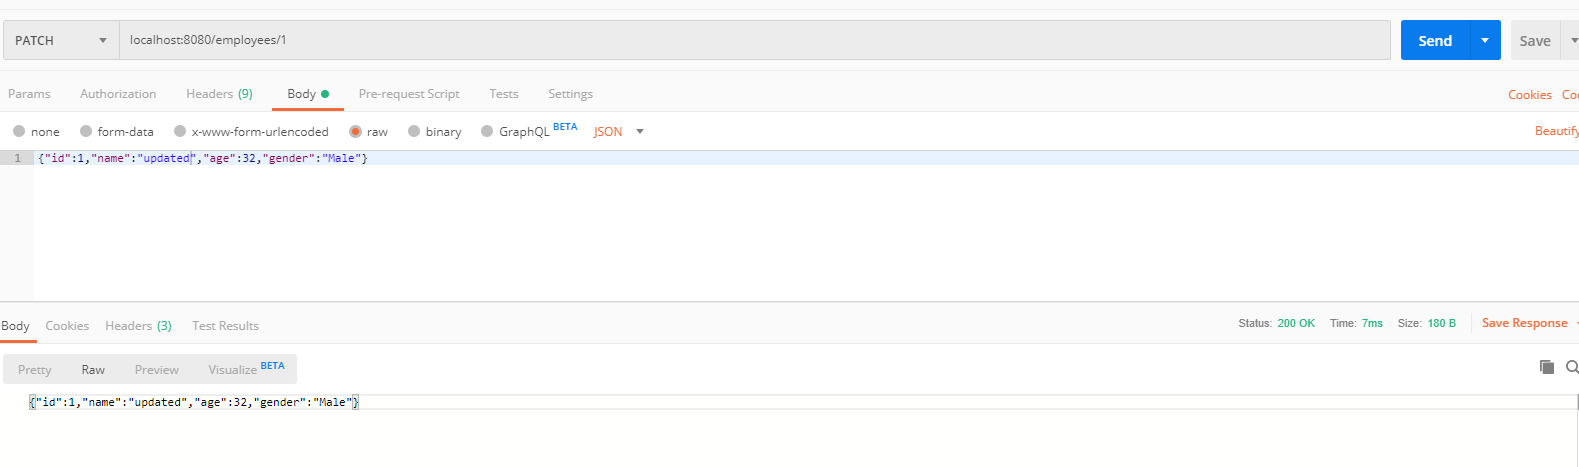 PATCH localhost:8080/employees/1 Send Save
Params Authorization Headers (9) Body Pre-request Script Tests Settings Cookies
none form-data x-www-form-urlencoded raw binary GraphQL BETA JSON Beautify
1 {"id":1,"name":"updated","age":32,"gender":"Male"}
Body Cookies Headers (3) Test Results Status: 200 OK Time: 7ms Size: 180 B Save Response
Pretty Raw Preview Visualize BETA
{"id":1,"name":"updated","age":32,"gender":"Male"}